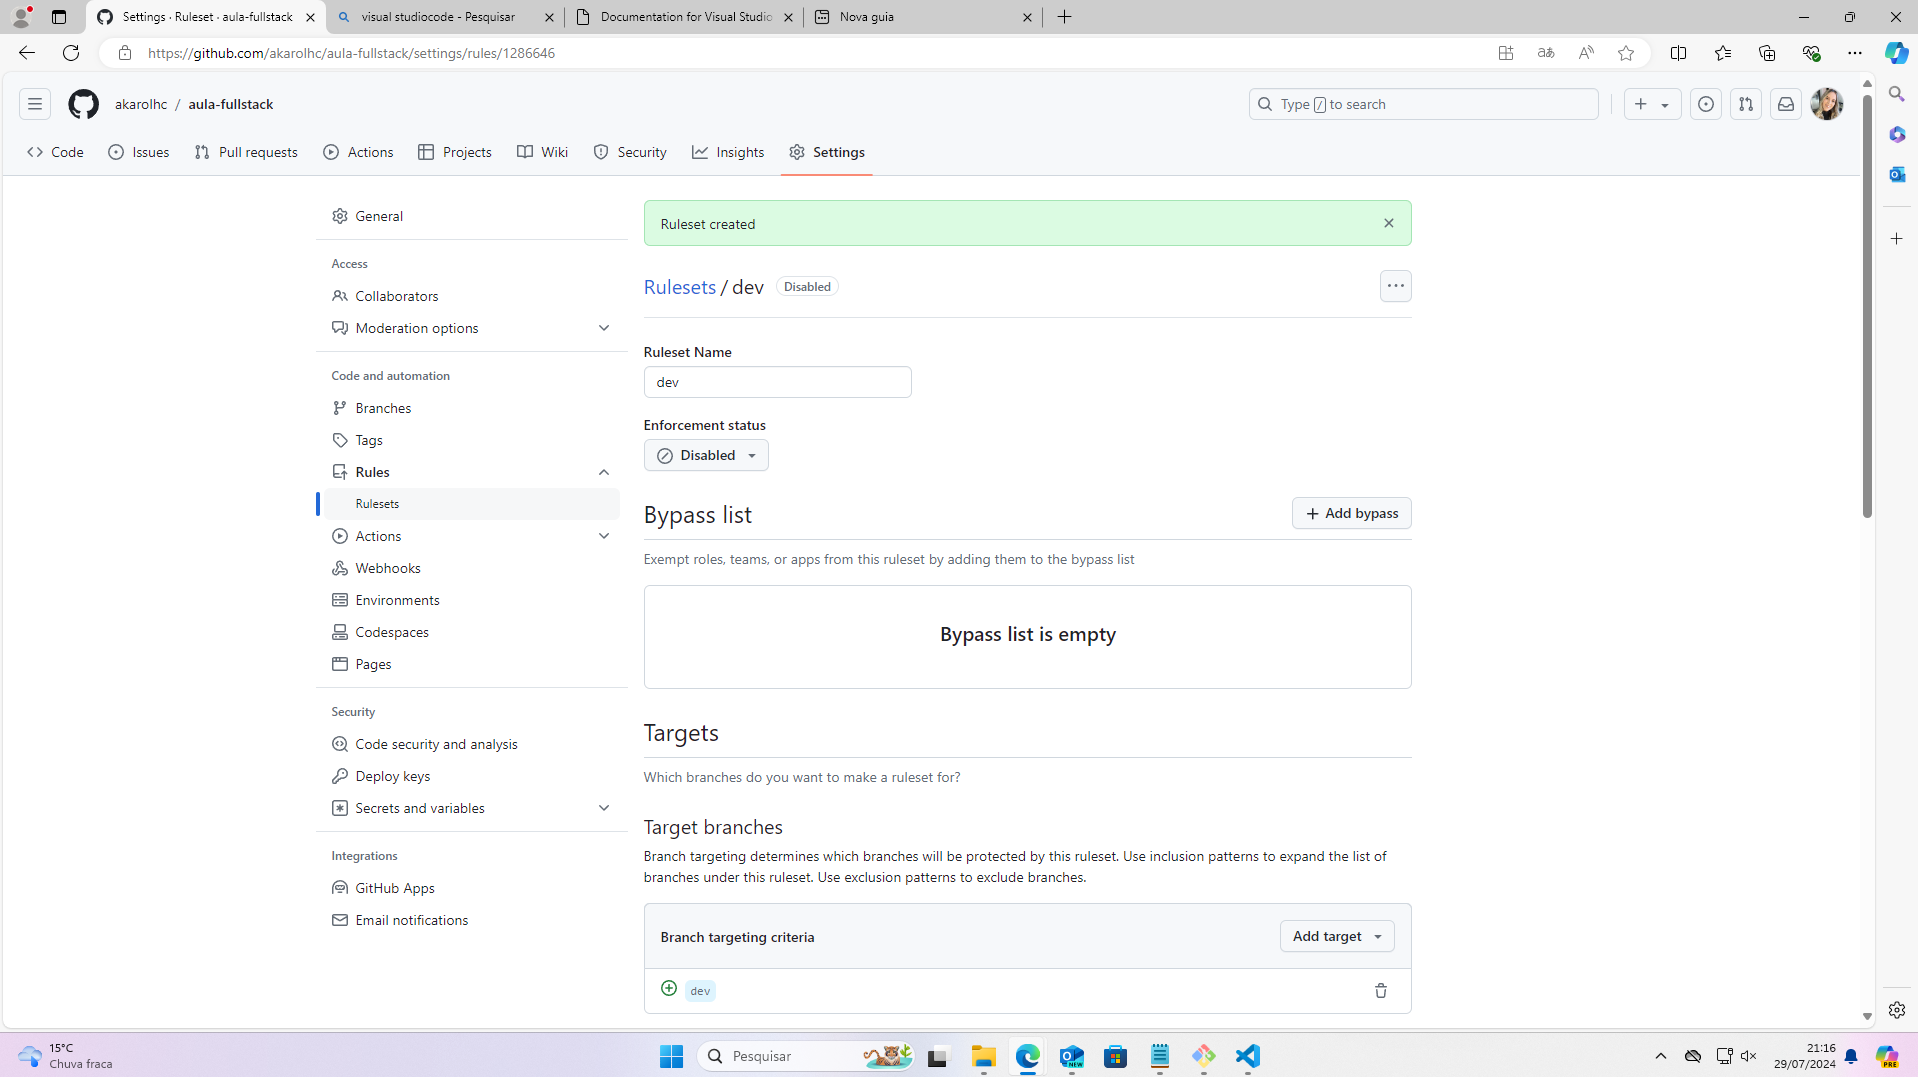 Settings · Ruleset · aula-fullstack
visual studiocode - Pesquisar
Documentation for Visual Studio
Nova guia
https://github.com/akarolhc/aula-fullstack/settings/rules/1286646
akarolhc / aula-fullstack
Type / to search
Code
Issues
Pull requests
Actions
Projects
Wiki
Security
Insights
Settings
General
Access
Collaborators
Moderation options
Code and automation
Branches
Tags
Rules
Rulesets
Actions
Webhooks
Environments
Codespaces
Pages
Security
Code security and analysis
Deploy keys
Secrets and variables
Integrations
GitHub Apps
Email notifications
Ruleset created
Rulesets / dev Disabled
Ruleset Name
dev
Enforcement status
Disabled
Bypass list
Add bypass
Exempt roles, teams, or apps from this ruleset by adding them to the bypass list
Bypass list is empty
Targets
Which branches do you want to make a ruleset for?
Target branches
Branch targeting determines which branches will be protected by this ruleset. Use inclusion patterns to expand the list of
branches under this ruleset. Use exclusion patterns to exclude branches.
Branch targeting criteria
Add target
dev
15°C
Chuva fraca
Pesquisar
NEW
21:16
29/07/2024
PRE